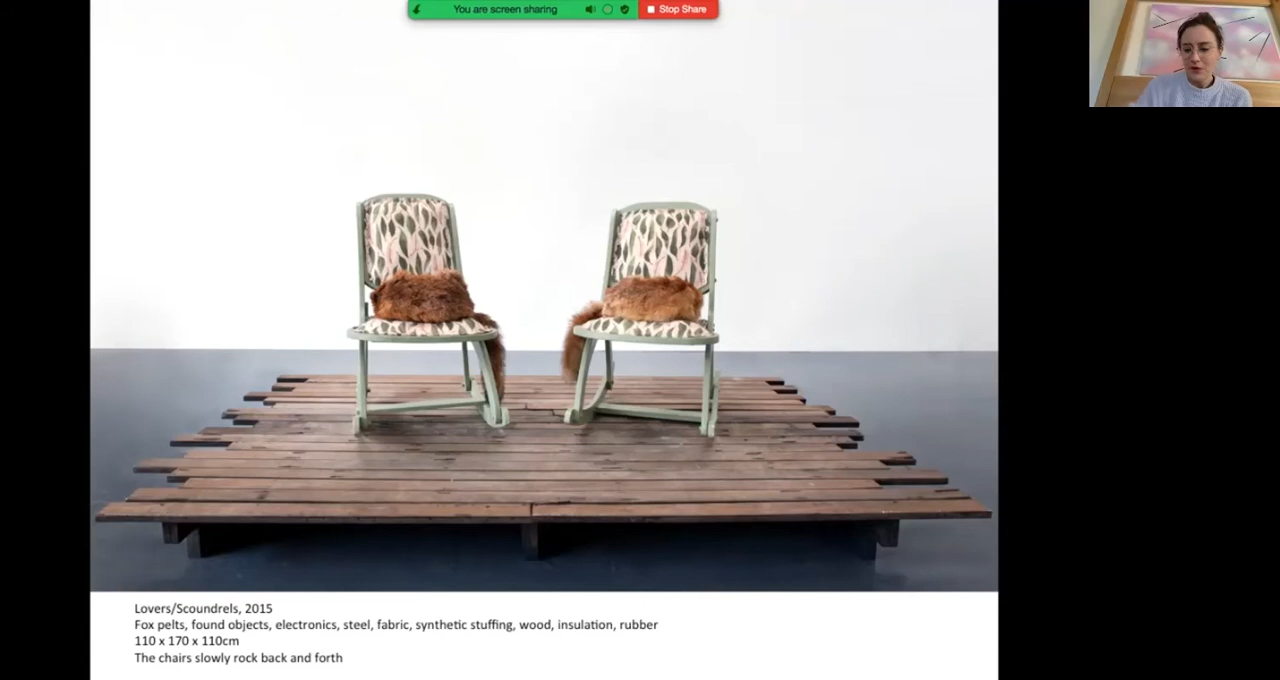 You are screen sharing
Stop Share
Lovers/Scoundrels, 2015
Fox pelts, found objects, electronics, steel, fabric, synthetic stuffing, wood, insulation, rubber
110 x 170 x 110cm
The chairs slowly rock back and forth